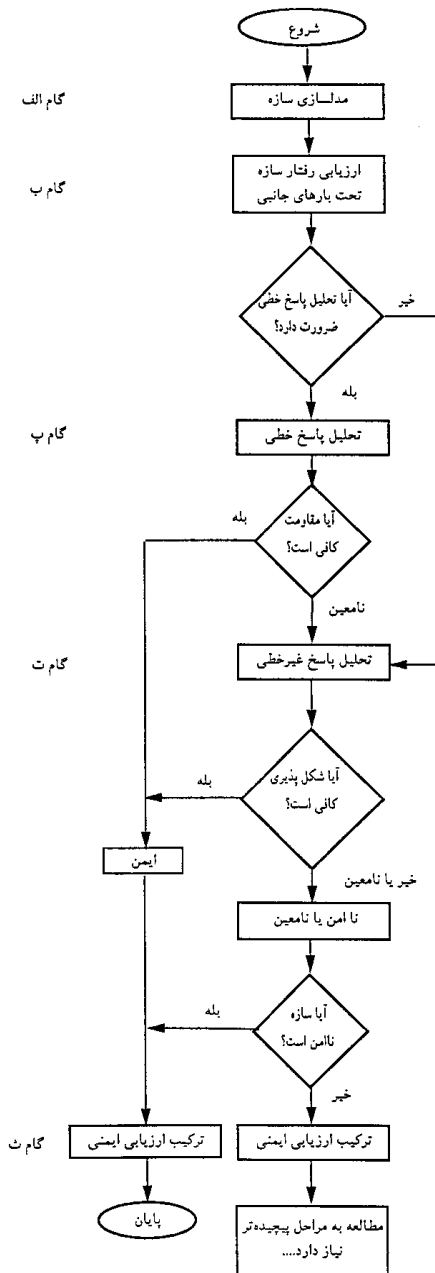 شروع
گام الف
مدلسازی سازه
گام ب
ارزیابی رفتار سازه
تحت بارهای جانبی
آیا تحلیل پاسخ خطی
ضرورت دارد؟
خیر
بله
گام پ
تحلیل پاسخ خطی
آیا مقاومت
کافی است؟
بله
نامعین
گام ت
تحلیل پاسخ غیرخطی
آیا شکل پذیری
کافی است؟
بله
ایمن
خیر یا نامعین
نا امن یا نامعین
آیا سازه
ناامن است؟
بله
خیر
گام ث
ترکیب ارزیابی ایمنی
ترکیب ارزیابی ایمنی
پایان
مطالعه به مراحل پیچیده‌تر
نیاز دارد....